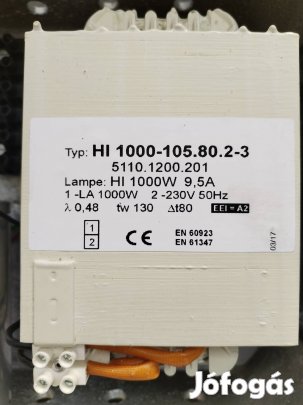 Typ: HI 1000-105.80.2-3
5110.1200.201
Lampe: HI 1000W 9,5A
1 -LA 1000W 2 -230V 50Hz
λ 0,48 tw 130 Δt80 EEI = A2
1
2
CE
EN 60923
EN 61347
03/17
Jófogás